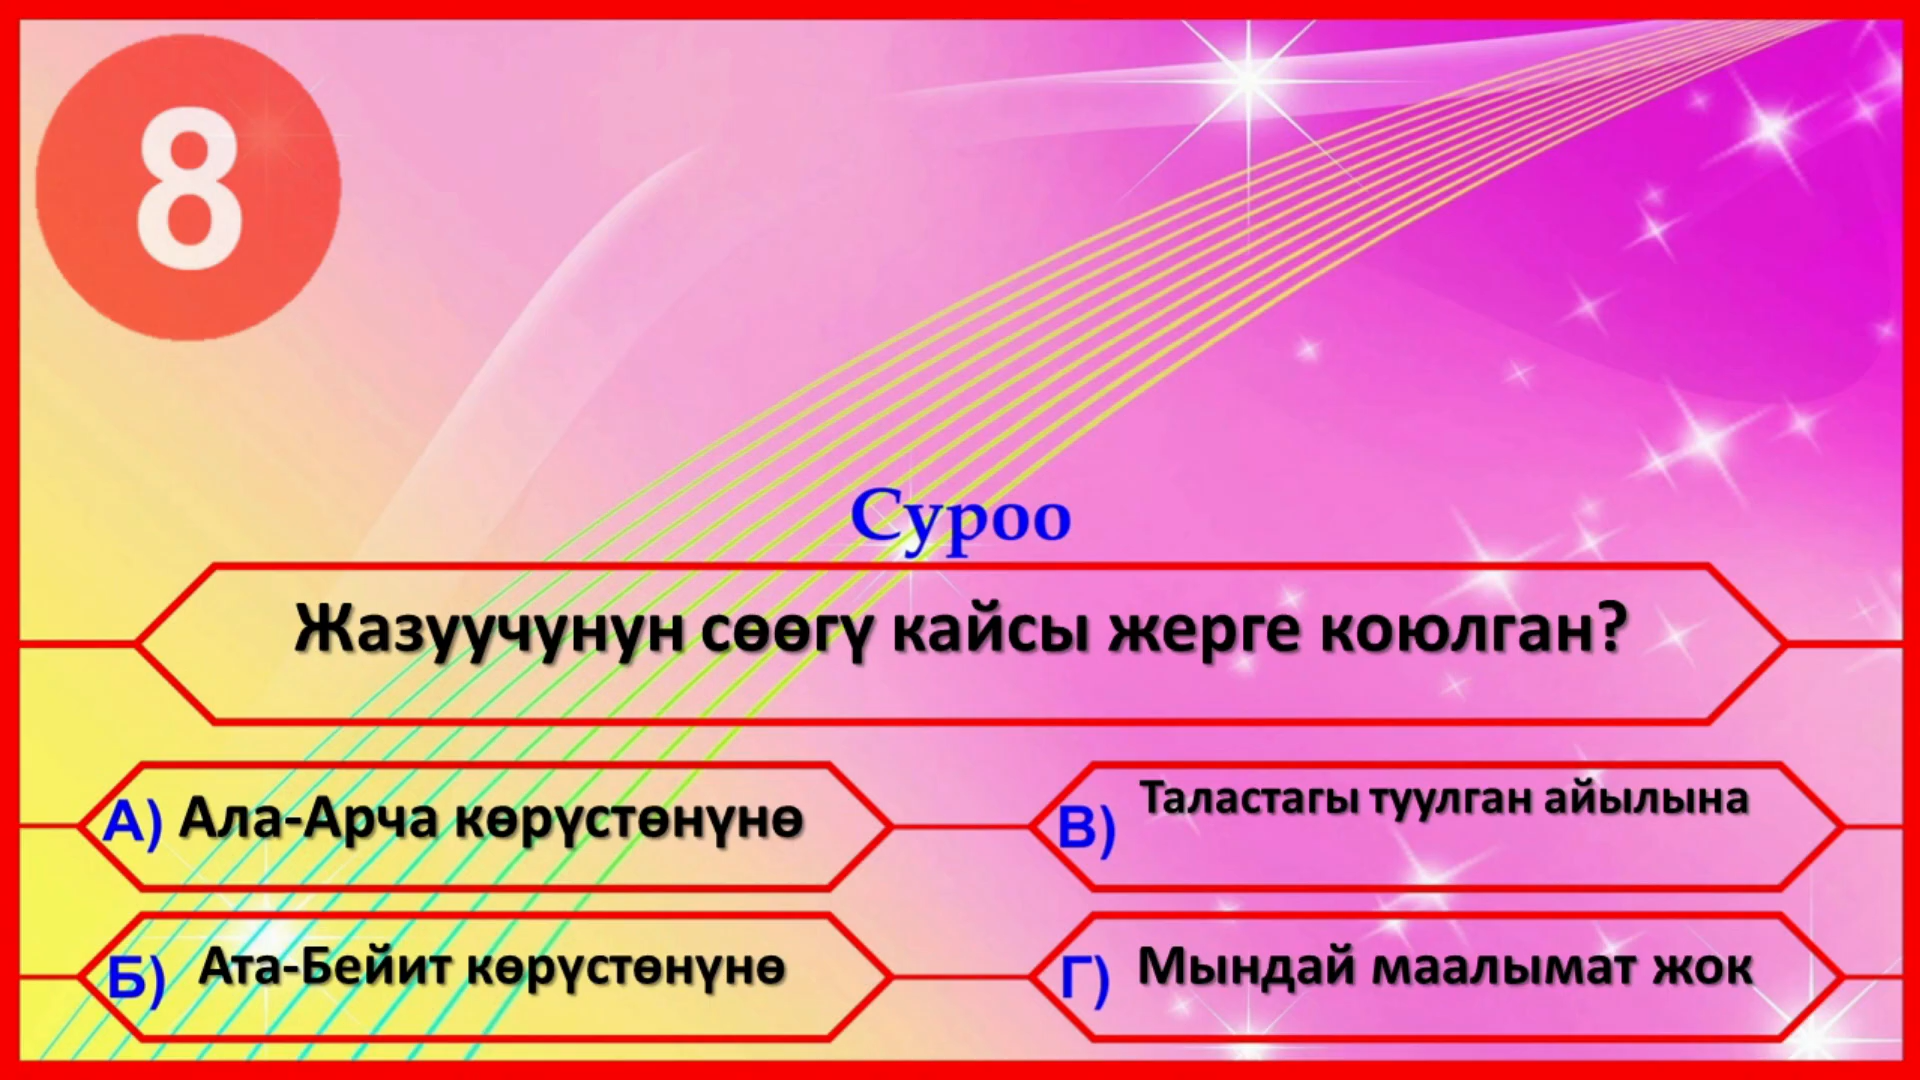 8
Суроо
Жазуучунун сөөгү кайсы жерге коюлган?
А) Ала-Арча көрүстөнүнө
В) Таластагы туулган айылына
Б) Ата-Бейит көрүстөнүнө
Г) Мындай маалымат жок